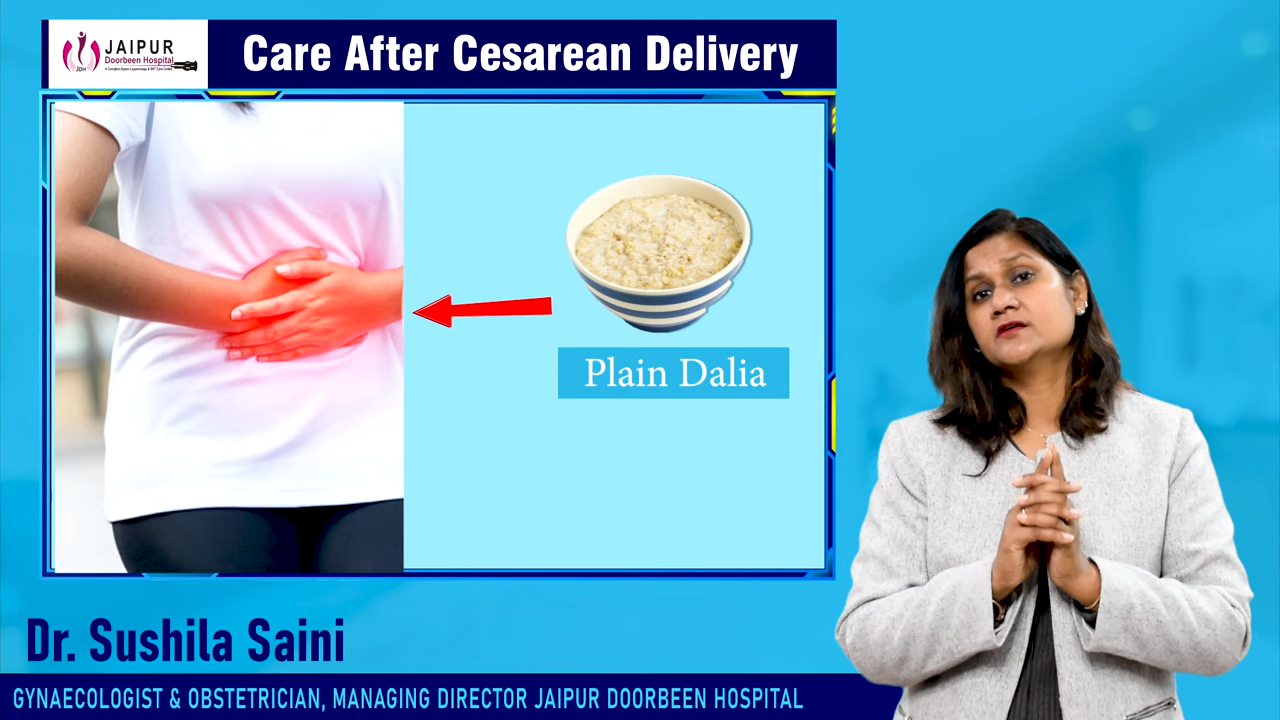 JAIPUR
Doorbeen Hospital
JDH
Care After Cesarean Delivery
Plain Dalia
Dr. Sushila Saini
GYNAECOLOGIST & OBSTETRICIAN, MANAGING DIRECTOR JAIPUR DOORBEEN HOSPITAL